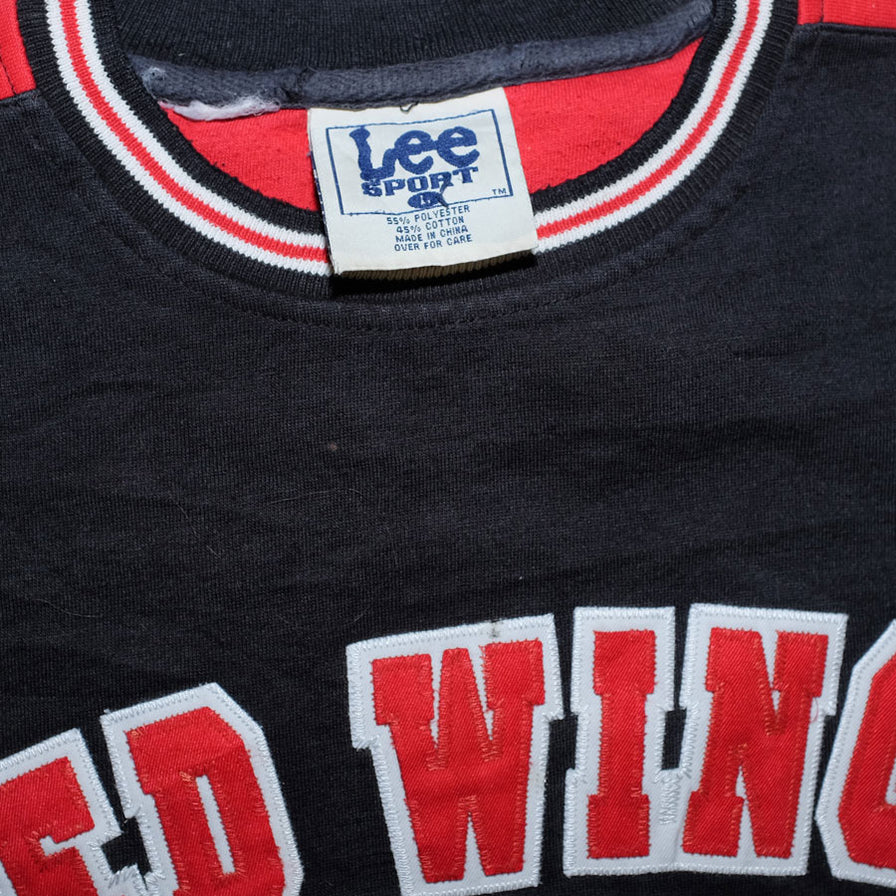 Lee
SPORT
TM
55% POLYESTER
45% COTTON
MADE IN CHINA
OVER FOR CARE
ED WING